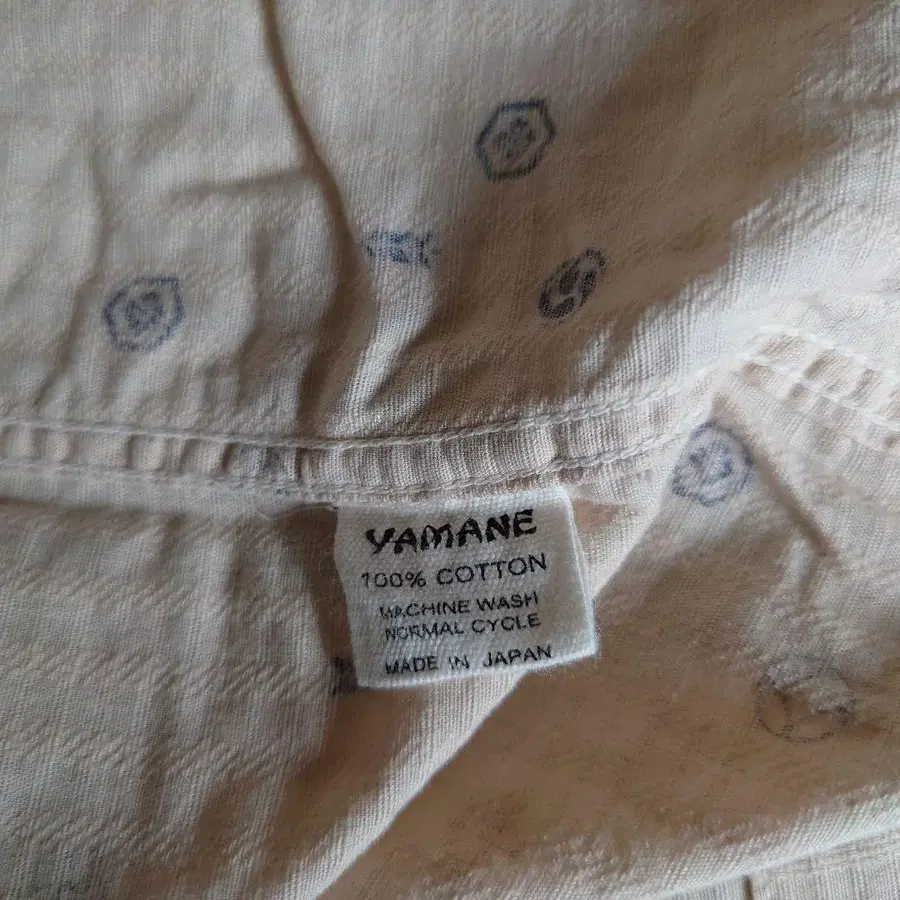 YAMANE
100% COTTON
MACHINE WASH
NORMAL CYCLE
MADE IN JAPAN